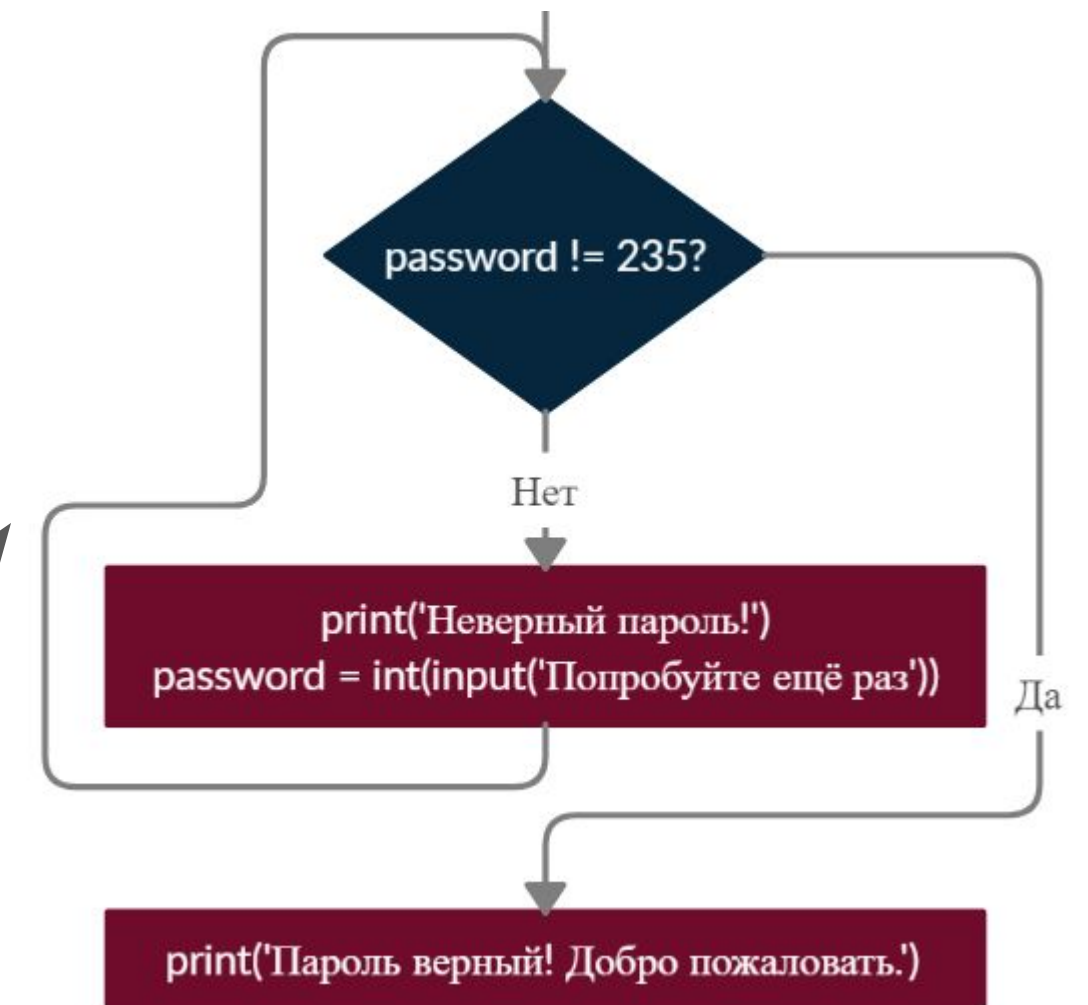 password != 235?
Нет
print('Неверный пароль!')
password = int(input('Попробуйте ещё раз'))
Да
print('Пароль верный! Добро пожаловать.')